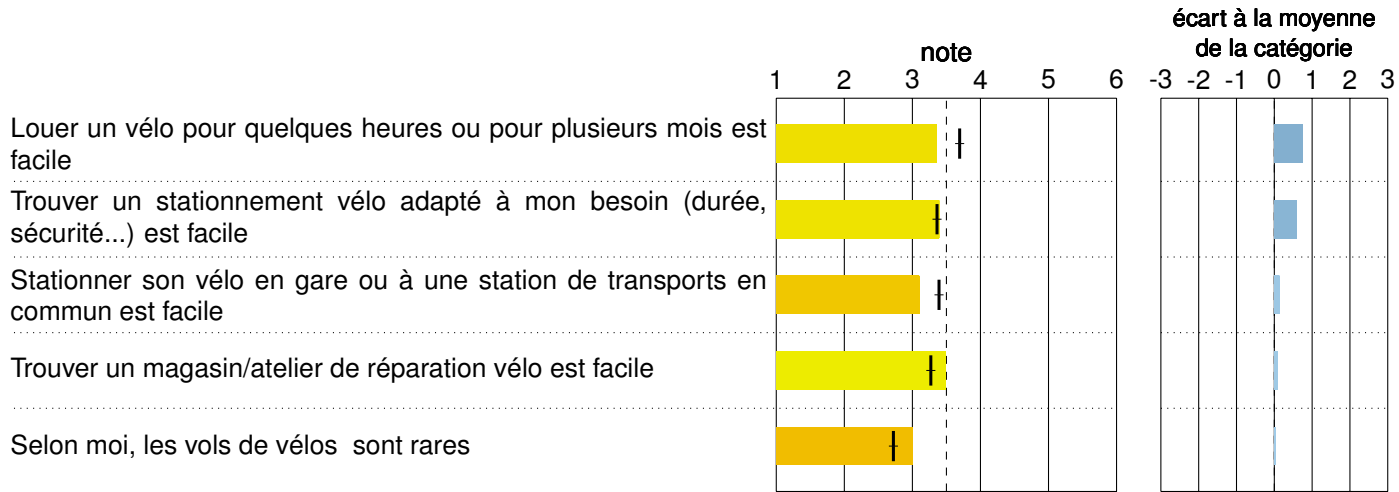 écart à la moyenne
de la catégorie
note
1 2 3 4 5 6
-3 -2 -1 0 1 2 3
Louer un vélo pour quelques heures ou pour plusieurs mois est
facile
Trouver un stationnement vélo adapté à mon besoin (durée,
sécurité...) est facile
Stationner son vélo en gare ou à une station de transports en
commun est facile
Trouver un magasin/atelier de réparation vélo est facile
Selon moi, les vols de vélos sont rares